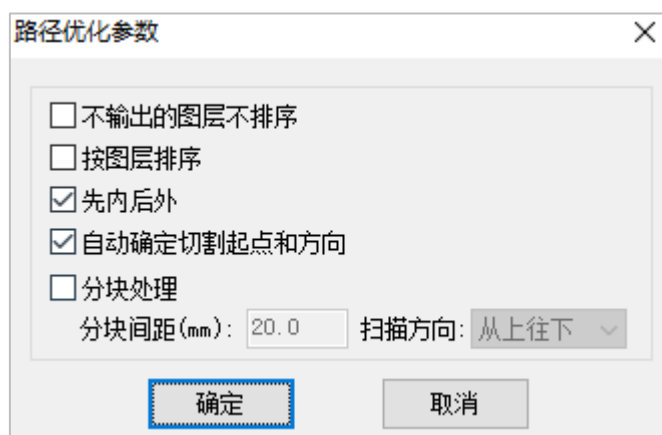 路径优化参数
不输出的图层不排序
按图层排序
先内后外
自动确定切割起点和方向
分块处理
分块间距(mm): 20.0 扫描方向: 从上往下
确定 取消